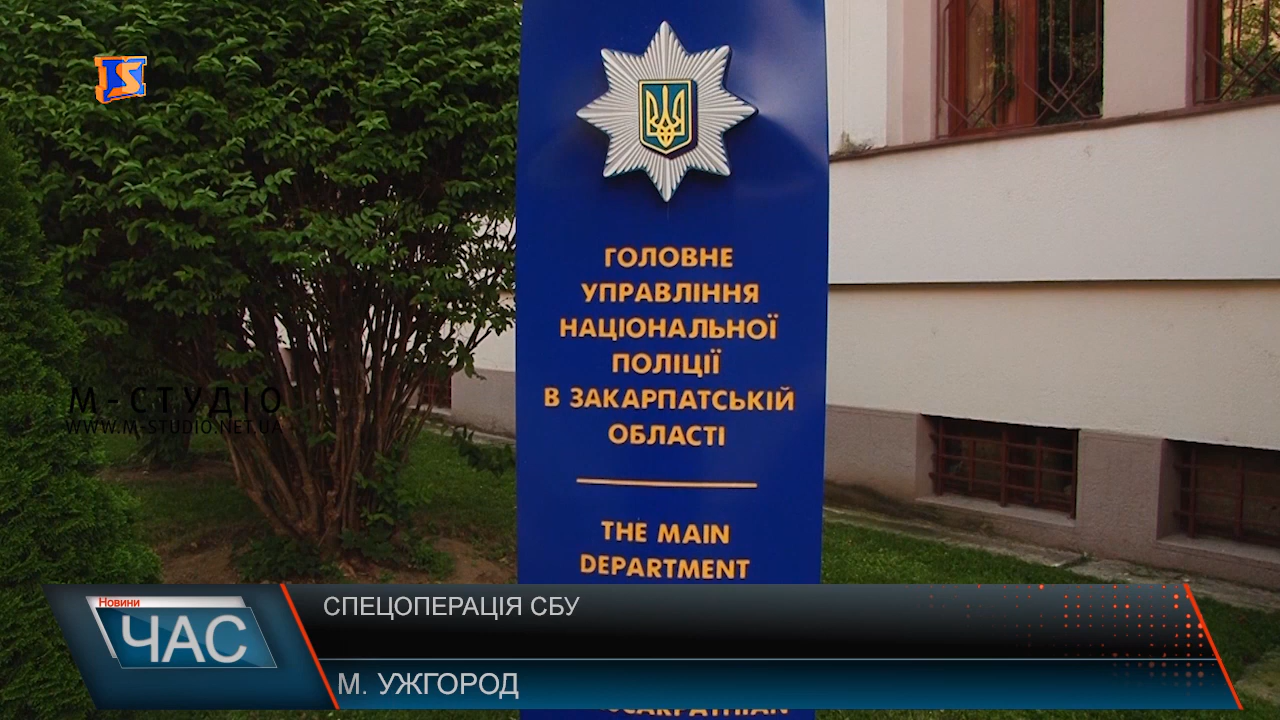 ГОЛОВНЕ
УПРАВЛІННЯ
НАЦІОНАЛЬНОЇ
ПОЛІЦІЇ
В ЗАКАРПАТСЬКІЙ
ОБЛАСТІ
THE MAIN
DEPARTMENT
М-СТУДІО
WWW.M-STUDIO.NET.UA
Новини
ЧАС
СПЕЦОПЕРАЦІЯ СБУ
М. УЖГОРОД